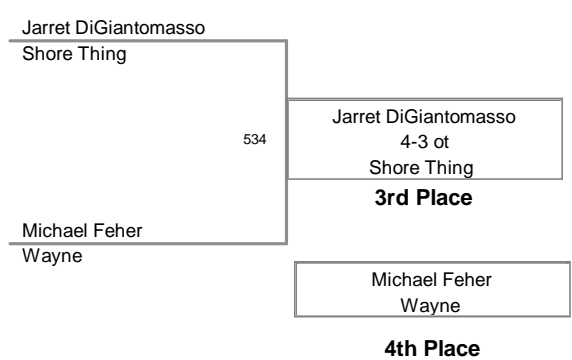 Jarret DiGiantomasso
Shore Thing
534
Jarret DiGiantomasso
4-3 ot
Shore Thing
3rd Place
Michael Feher
Wayne
Michael Feher
Wayne
4th Place